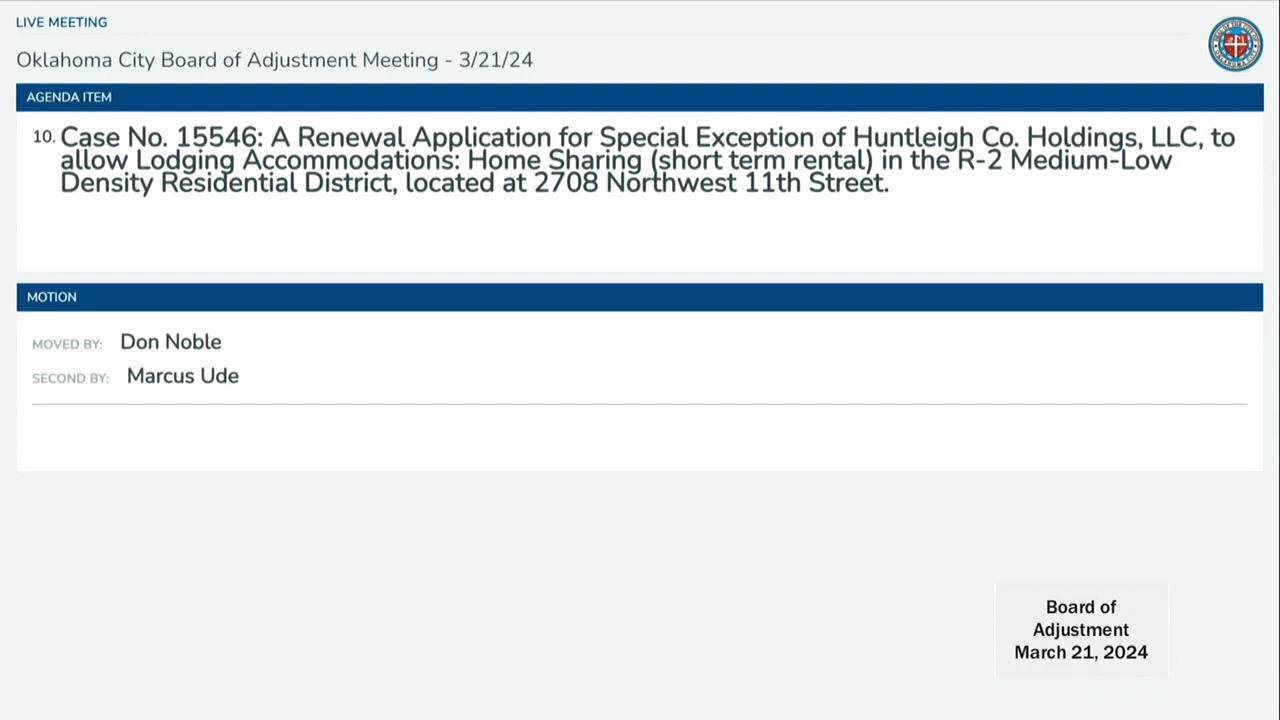 LIVE MEETING
Oklahoma City Board of Adjustment Meeting - 3/21/24
AGENDA ITEM
10. Case No. 15546: A Renewal Application for Special Exception of Huntleigh Co. Holdings, LLC, to
allow Lodging Accommodations: Home Sharing (short term rental) in the R-2 Medium-Low
Density Residential District, located at 2708 Northwest 11th Street.
MOTION
MOVED BY: Don Noble
SECOND BY: Marcus Ude
Board of
Adjustment
March 21, 2024